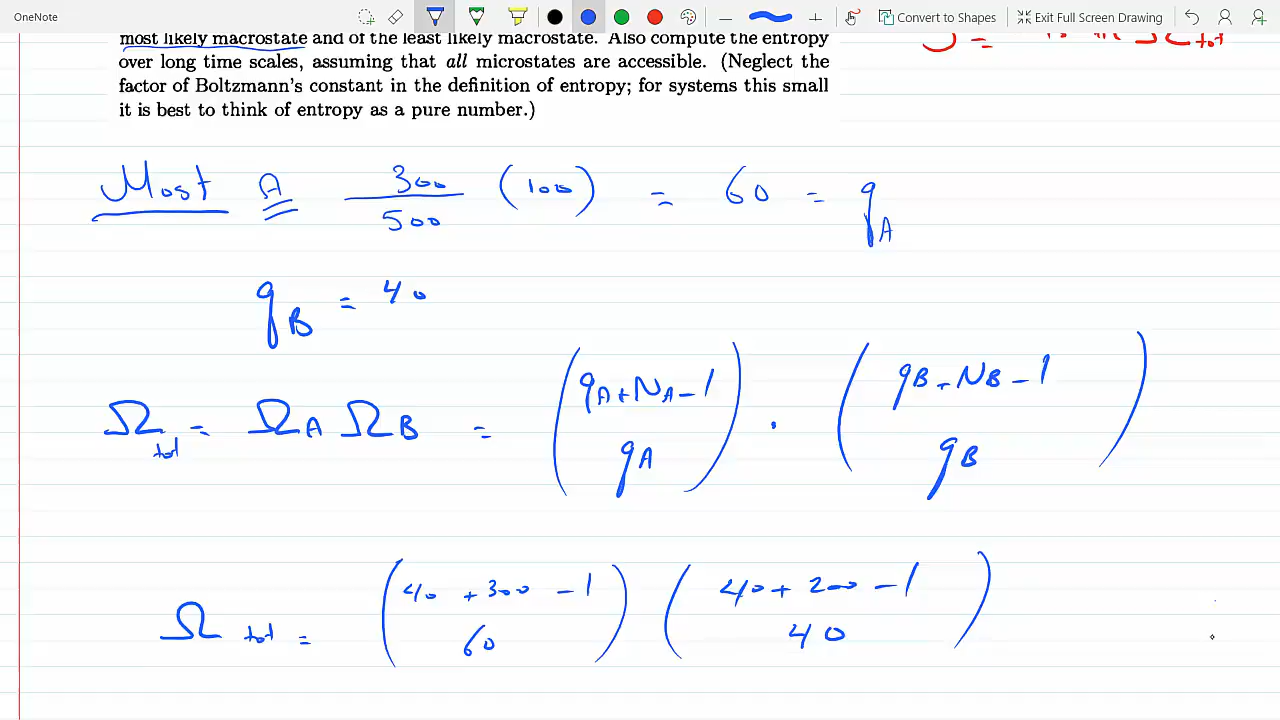 OneNote
Convert to Shapes
Exit Full Screen Drawing
most likely macrostate and of the least likely macrostate. Also compute the entropy
over long time scales, assuming that all microstates are accessible. (Neglect the
factor of Boltzmann's constant in the definition of entropy; for systems this small
it is best to think of entropy as a pure number.)
Most A 300/500 (100) = 60 = q_A
q_B = 40
Ω_tot = Ω_A Ω_B = (q_A + N_A - 1 / q_A) · (q_B + N_B - 1 / q_B)
Ω_tot = (40 + 300 - 1 / 60) (40 + 200 - 1 / 40)